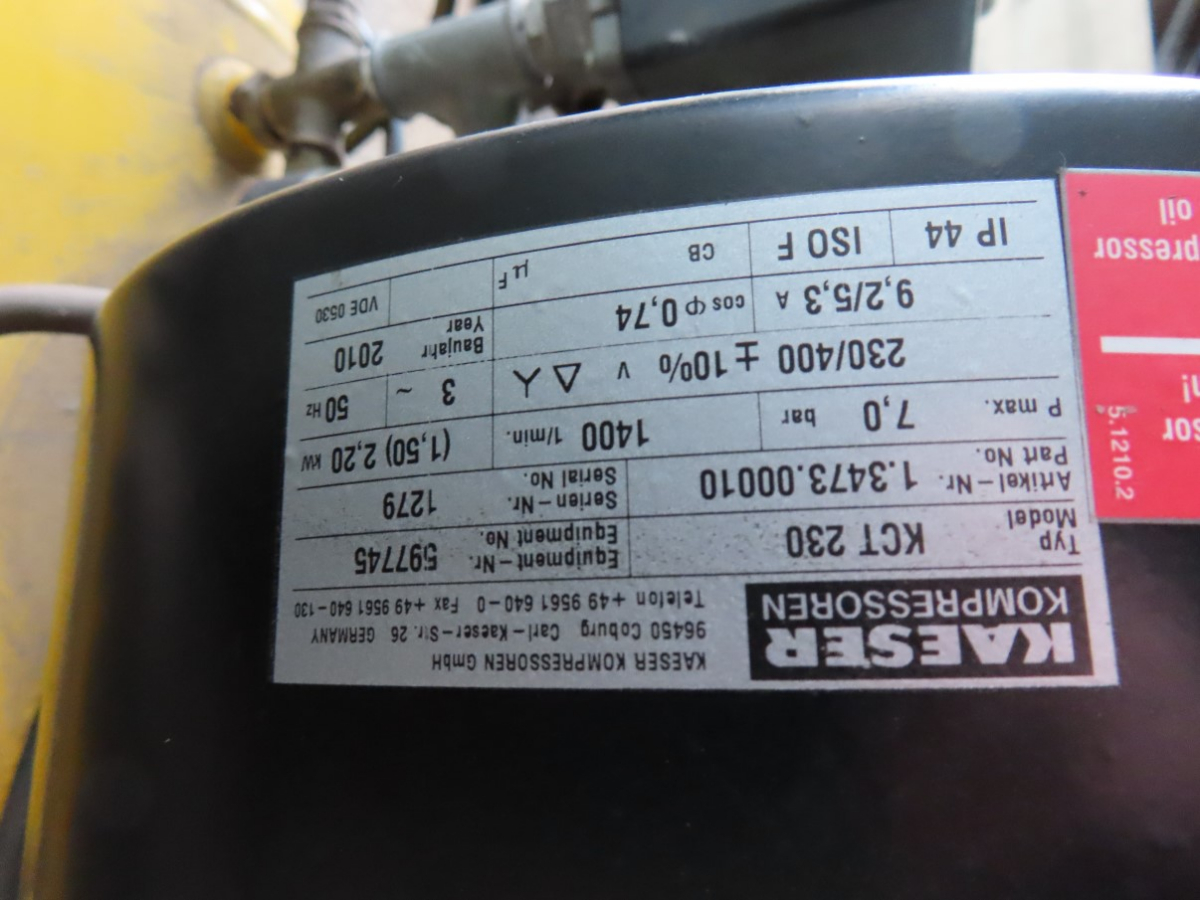 KAESER
KOMPRESSOREN
KAESER KOMPRESSOREN GmbH
96450 Coburg Carl-Kaeser-Str. 26 GERMANY
Telefon +49 9561 640-0 Fax +49 9561 640-130
Typ
Model KCT 230
Equipment-Nr.
Equipment No. 597745
Artikel-Nr.
Part No. 1.3473.00010
Serien-Nr.
Serial No. 1279
P max. 7,0 bar 1400 1/min. (1,50) 2,20 kW
230/400 ±10% V △ Y 3 ~ 50 Hz
9,2/5,3 A cos φ 0,74
Baujahr
Year 2010
IP 44 ISO F CB µF VDE 0530
5.1210.2
oil